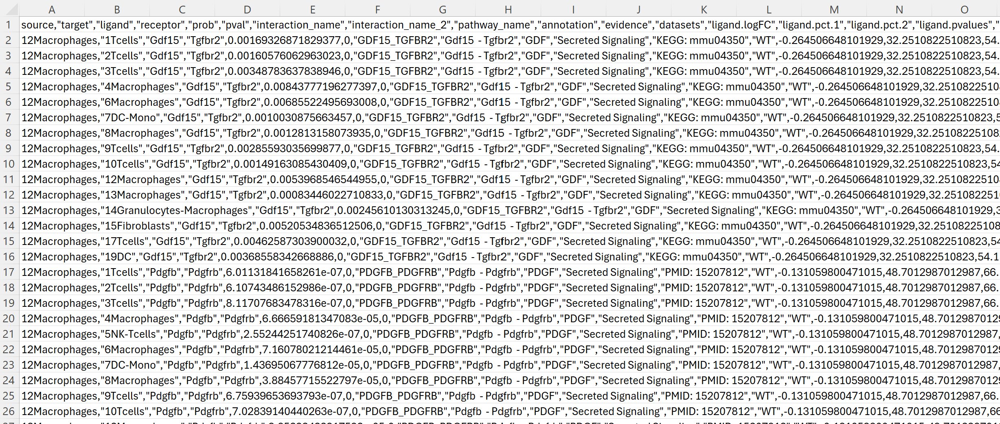 A B C D E F G H I J K L M N O
1 source,"target","ligand","receptor","prob","pval","interaction_name","interaction_name_2","pathway_name","annotation","evidence","datasets","ligand.logFC","ligand.pct.1","ligand.pct.2","ligand.pvalues","
2 12Macrophages,"1Tcells","Gdf15","Tgfbr2",0.00169326871829377,0,"GDF15_TGFBR2","Gdf15 - Tgfbr2","GDF","Secreted Signaling","KEGG: mmu04350","WT",-0.264506648101929,32.2510822510823,54.
3 12Macrophages,"2Tcells","Gdf15","Tgfbr2",0.00160576062963023,0,"GDF15_TGFBR2","Gdf15 - Tgfbr2","GDF","Secreted Signaling","KEGG: mmu04350","WT",-0.264506648101929,32.2510822510823,54.
4 12Macrophages,"3Tcells","Gdf15","Tgfbr2",0.00348783637838946,0,"GDF15_TGFBR2","Gdf15 - Tgfbr2","GDF","Secreted Signaling","KEGG: mmu04350","WT",-0.264506648101929,32.2510822510823,54.
5 12Macrophages,"4Macrophages","Gdf15","Tgfbr2",0.00843777196277397,0,"GDF15_TGFBR2","Gdf15 - Tgfbr2","GDF","Secreted Signaling","KEGG: mmu04350","WT",-0.264506648101929,32.2510822510
6 12Macrophages,"6Macrophages","Gdf15","Tgfbr2",0.00685522495693008,0,"GDF15_TGFBR2","Gdf15 - Tgfbr2","GDF","Secreted Signaling","KEGG: mmu04350","WT",-0.264506648101929,32.2510822510
7 12Macrophages,"7DC-Mono","Gdf15","Tgfbr2",0.0010030875663457,0,"GDF15_TGFBR2","Gdf15 - Tgfbr2","GDF","Secreted Signaling","KEGG: mmu04350","WT",-0.264506648101929,32.2510822510823,5
8 12Macrophages,"8Macrophages","Gdf15","Tgfbr2",0.0012813158073935,0,"GDF15_TGFBR2","Gdf15 - Tgfbr2","GDF","Secreted Signaling","KEGG: mmu04350","WT",-0.264506648101929,32.25108225108
9 12Macrophages,"9Tcells","Gdf15","Tgfbr2",0.00285593035699877,0,"GDF15_TGFBR2","Gdf15 - Tgfbr2","GDF","Secreted Signaling","KEGG: mmu04350","WT",-0.264506648101929,32.2510822510823,54.
10 12Macrophages,"10Tcells","Gdf15","Tgfbr2",0.00149163085430409,0,"GDF15_TGFBR2","Gdf15 - Tgfbr2","GDF","Secreted Signaling","KEGG: mmu04350","WT",-0.264506648101929,32.2510822510823,54
11 12Macrophages,"12Macrophages","Gdf15","Tgfbr2",0.0053968546544955,0,"GDF15_TGFBR2","Gdf15 - Tgfbr2","GDF","Secreted Signaling","KEGG: mmu04350","WT",-0.264506648101929,32.2510822510
12 12Macrophages,"13Macrophages","Gdf15","Tgfbr2",0.00083446022710833,0,"GDF15_TGFBR2","Gdf15 - Tgfbr2","GDF","Secreted Signaling","KEGG: mmu04350","WT",-0.264506648101929,32.251082251
13 12Macrophages,"14Granulocytes-Macrophages","Gdf15","Tgfbr2",0.00245610130313245,0,"GDF15_TGFBR2","Gdf15 - Tgfbr2","GDF","Secreted Signaling","KEGG: mmu04350","WT",-0.264506648101929,3
14 12Macrophages,"15Fibroblasts","Gdf15","Tgfbr2",0.00520534836512506,0,"GDF15_TGFBR2","Gdf15 - Tgfbr2","GDF","Secreted Signaling","KEGG: mmu04350","WT",-0.264506648101929,32.25108225108
15 12Macrophages,"17Tcells","Gdf15","Tgfbr2",0.00462587303900032,0,"GDF15_TGFBR2","Gdf15 - Tgfbr2","GDF","Secreted Signaling","KEGG: mmu04350","WT",-0.264506648101929,32.2510822510823,54
16 12Macrophages,"19DC","Gdf15","Tgfbr2",0.00368558342668886,0,"GDF15_TGFBR2","Gdf15 - Tgfbr2","GDF","Secreted Signaling","KEGG: mmu04350","WT",-0.264506648101929,32.2510822510823,54.1
17 12Macrophages,"1Tcells","Pdgfb","Pdgfrb",6.01131841658261e-07,0,"PDGFB_PDGFRB","Pdgfb - Pdgfrb","PDGF","Secreted Signaling","PMID: 15207812","WT",-0.131059800471015,48.7012987012987,66.
18 12Macrophages,"2Tcells","Pdgfb","Pdgfrb",6.10743486152986e-07,0,"PDGFB_PDGFRB","Pdgfb - Pdgfrb","PDGF","Secreted Signaling","PMID: 15207812","WT",-0.131059800471015,48.7012987012987,66.
19 12Macrophages,"3Tcells","Pdgfb","Pdgfrb",8.11707683478316e-07,0,"PDGFB_PDGFRB","Pdgfb - Pdgfrb","PDGF","Secreted Signaling","PMID: 15207812","WT",-0.131059800471015,48.7012987012987,66.
20 12Macrophages,"4Macrophages","Pdgfb","Pdgfrb",6.66659181347083e-05,0,"PDGFB_PDGFRB","Pdgfb - Pdgfrb","PDGF","Secreted Signaling","PMID: 15207812","WT",-0.131059800471015,48.70129870129
21 12Macrophages,"5NK-Tcells","Pdgfb","Pdgfrb",2.55244251740826e-07,0,"PDGFB_PDGFRB","Pdgfb - Pdgfrb","PDGF","Secreted Signaling","PMID: 15207812","WT",-0.131059800471015,48.7012987012987,
22 12Macrophages,"6Macrophages","Pdgfb","Pdgfrb",7.16078021214461e-05,0,"PDGFB_PDGFRB","Pdgfb - Pdgfrb","PDGF","Secreted Signaling","PMID: 15207812","WT",-0.131059800471015,48.70129870129
23 12Macrophages,"7DC-Mono","Pdgfb","Pdgfrb",1.43695067776812e-05,0,"PDGFB_PDGFRB","Pdgfb - Pdgfrb","PDGF","Secreted Signaling","PMID: 15207812","WT",-0.131059800471015,48.7012987012987,
24 12Macrophages,"8Macrophages","Pdgfb","Pdgfrb",3.88457715522797e-05,0,"PDGFB_PDGFRB","Pdgfb - Pdgfrb","PDGF","Secreted Signaling","PMID: 15207812","WT",-0.131059800471015,48.70129870129
25 12Macrophages,"9Tcells","Pdgfb","Pdgfrb",6.75939653693793e-07,0,"PDGFB_PDGFRB","Pdgfb - Pdgfrb","PDGF","Secreted Signaling","PMID: 15207812","WT",-0.131059800471015,48.7012987012987,66.
26 12Macrophages,"10Tcells","Pdgfb","Pdgfrb",7.02839140440263e-07,0,"PDGFB_PDGFRB","Pdgfb - Pdgfrb","PDGF","Secreted Signaling","PMID: 15207812","WT",-0.131059800471015,48.7012987012987,66